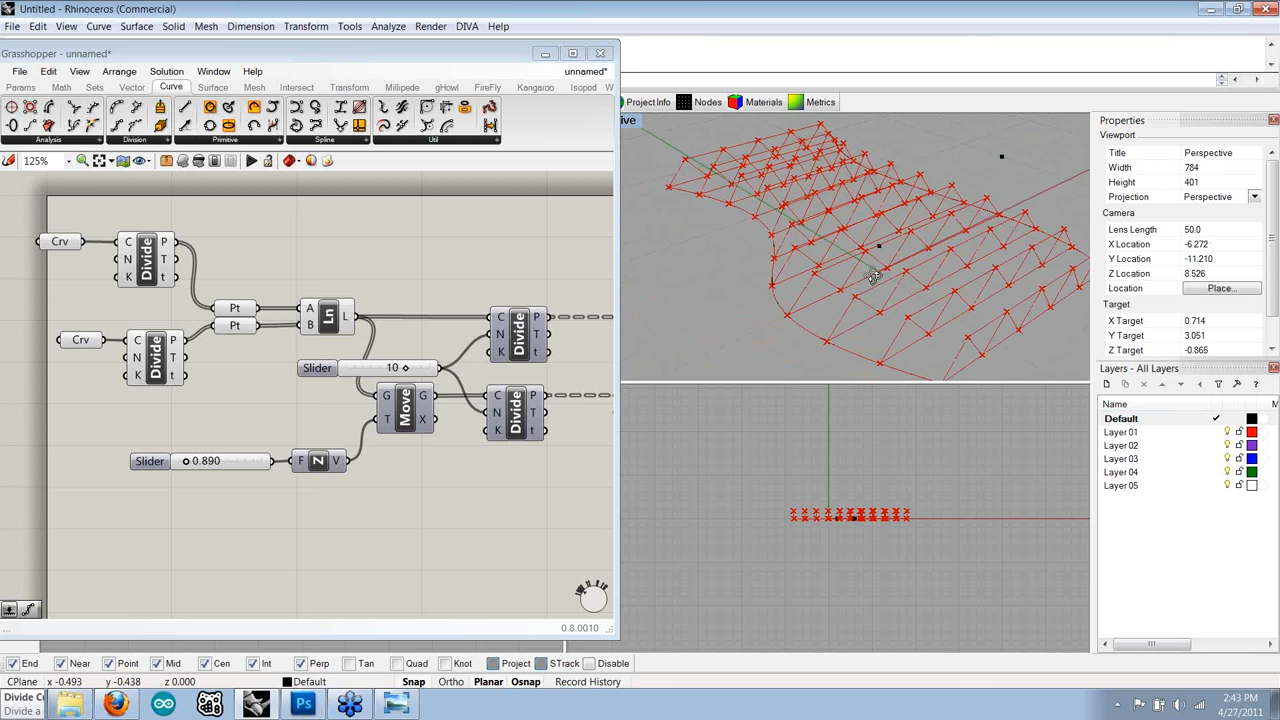 Untitled - Rhinoceros (Commercial)
File Edit View Curve Surface Solid Mesh Dimension Transform Tools Analyze Render DIVA Help
Grasshopper - unnamed*
File Edit View Arrange Solution Window Help unnamed*
Params Math Sets Vector Curve Surface Mesh Intersect Transform Millipede gHowl FireFly Kangaroo Isopod W
Analysis Division Primitive Spline Util
125%
Project Info Nodes Materials Metrics
ive
Crv C N K Divide P T t
Pt A B Ln L
Pt
Crv C N K Divide P T t
Slider 10
C N K Divide P T t
G T Move G X
C N K Divide P T t
Slider 0.890 F Z V
0.8.0010
Properties
Viewport
Title Perspective
Width 784
Height 401
Projection Perspective
Camera
Lens Length 50.0
X Location -6.272
Y Location -11.210
Z Location 8.526
Location Place...
Target
X Target 0.714
Y Target 3.051
Z Target -0.865
Layers - All Layers
Name
Default
Layer 01
Layer 02
Layer 03
Layer 04
Layer 05
...
End Near Point Mid Cen Int Perp Tan Quad Knot Project STrack Disable
CPlane x -0.493 y -0.438 z 0.000 Default Snap Ortho Planar Osnap Record History
Divide C
Divide a
Ps
2:43 PM
4/27/2011